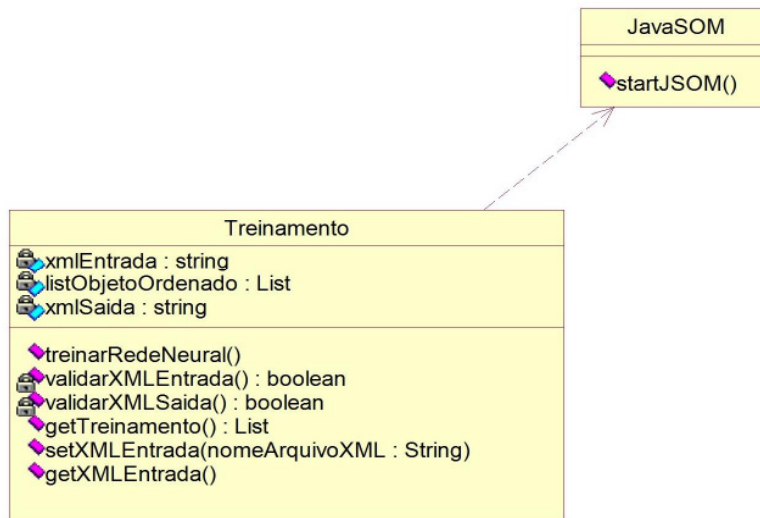 JavaSOM
startJSOM()
Treinamento
xmlEntrada : string
listObjetoOrdenado : List
xmlSaida : string
treinarRedeNeural()
validarXMLEntrada() : boolean
validarXMLSaida() : boolean
getTreinamento() : List
setXMLEntrada(nomeArquivoXML : String)
getXMLEntrada()